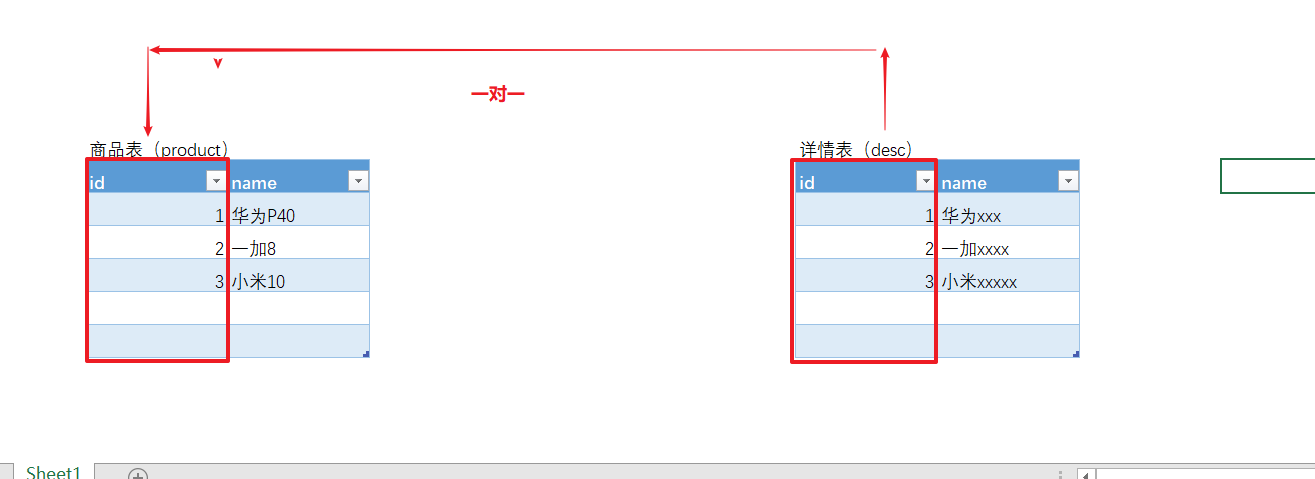 一对一
商品表（product）
id name
1 华为P40
2 一加8
3 小米10
详情表（desc）
id name
1 华为xxx
2 一加xxxx
3 小米xxxxx
Sheet1